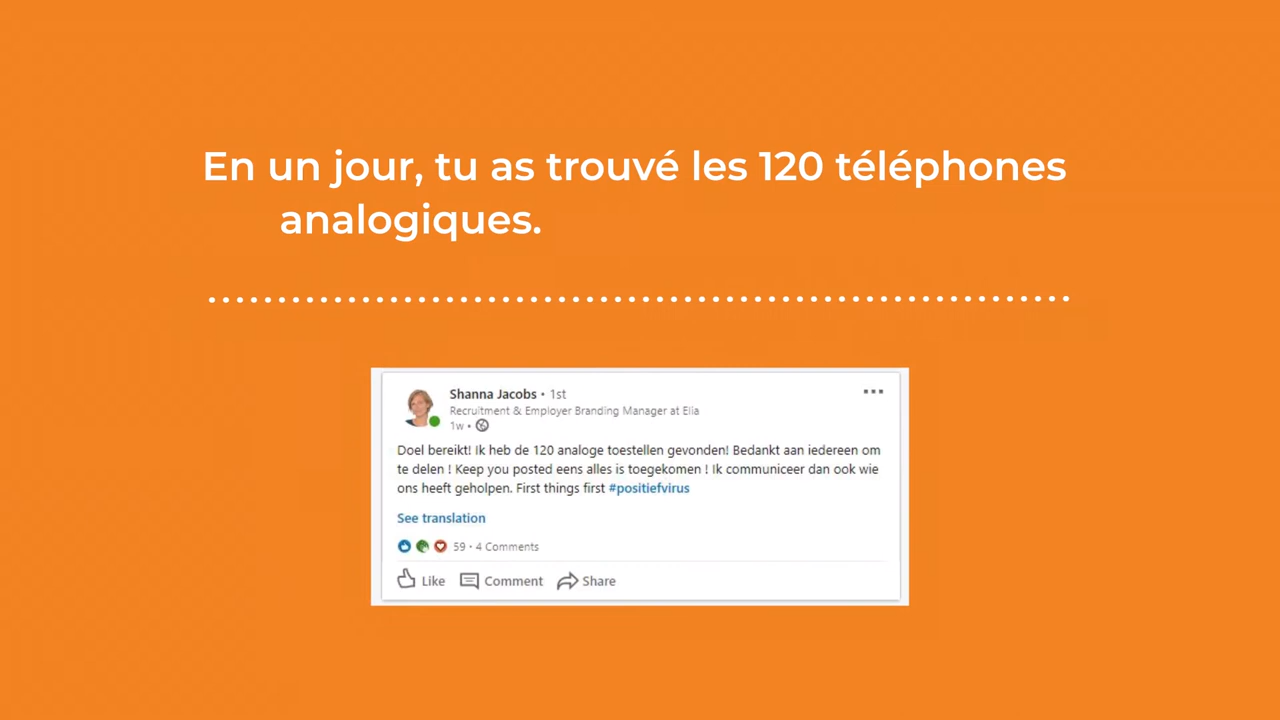 En un jour, tu as trouvé les 120 téléphones
analogiques.
Shanna Jacobs • 1st
Recruitment & Employer Branding Manager at Elia
1w •
Doel bereikt! Ik heb de 120 analoge toestellen gevonden! Bedankt aan iedereen om
te delen ! Keep you posted eens alles is toegekomen ! Ik communiceer dan ook wie
ons heeft geholpen. First things first #positiefvirus
See translation
59 • 4 Comments
Like Comment Share